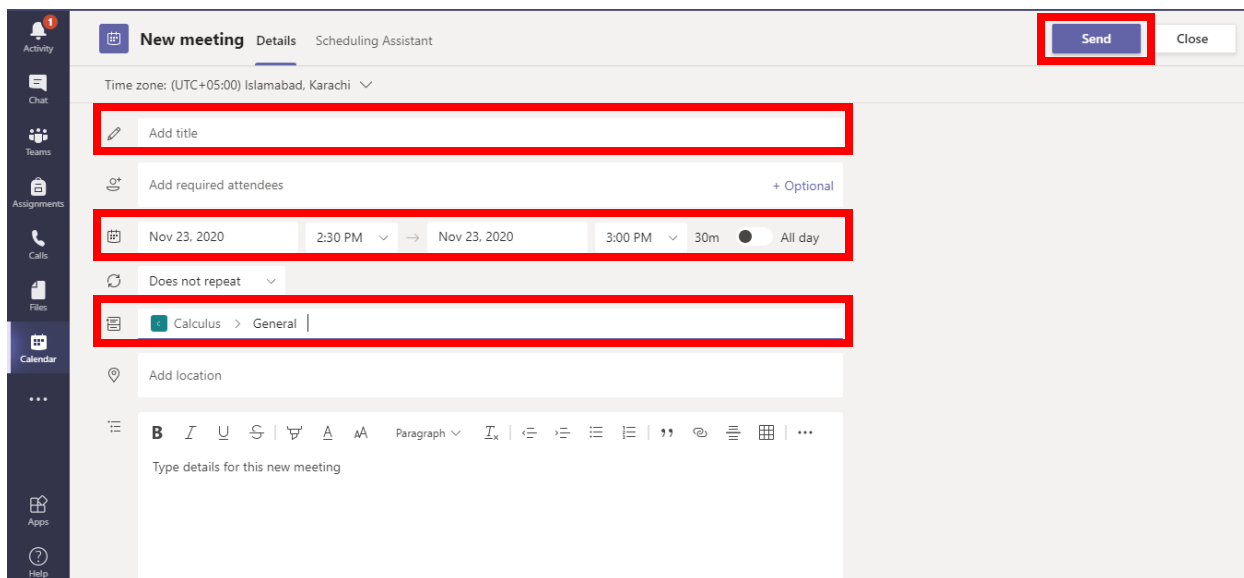 1
Activity
Chat
Teams
Assignments
Calls
Files
Calendar
Apps
Help
New meeting Details Scheduling Assistant Send Close
Time zone: (UTC+05:00) Islamabad, Karachi
Add title
Add required attendees + Optional
Nov 23, 2020 2:30 PM → Nov 23, 2020 3:00 PM 30m All day
Does not repeat
C Calculus > General
Add location
B I U S A AA Paragraph Tx
Type details for this new meeting